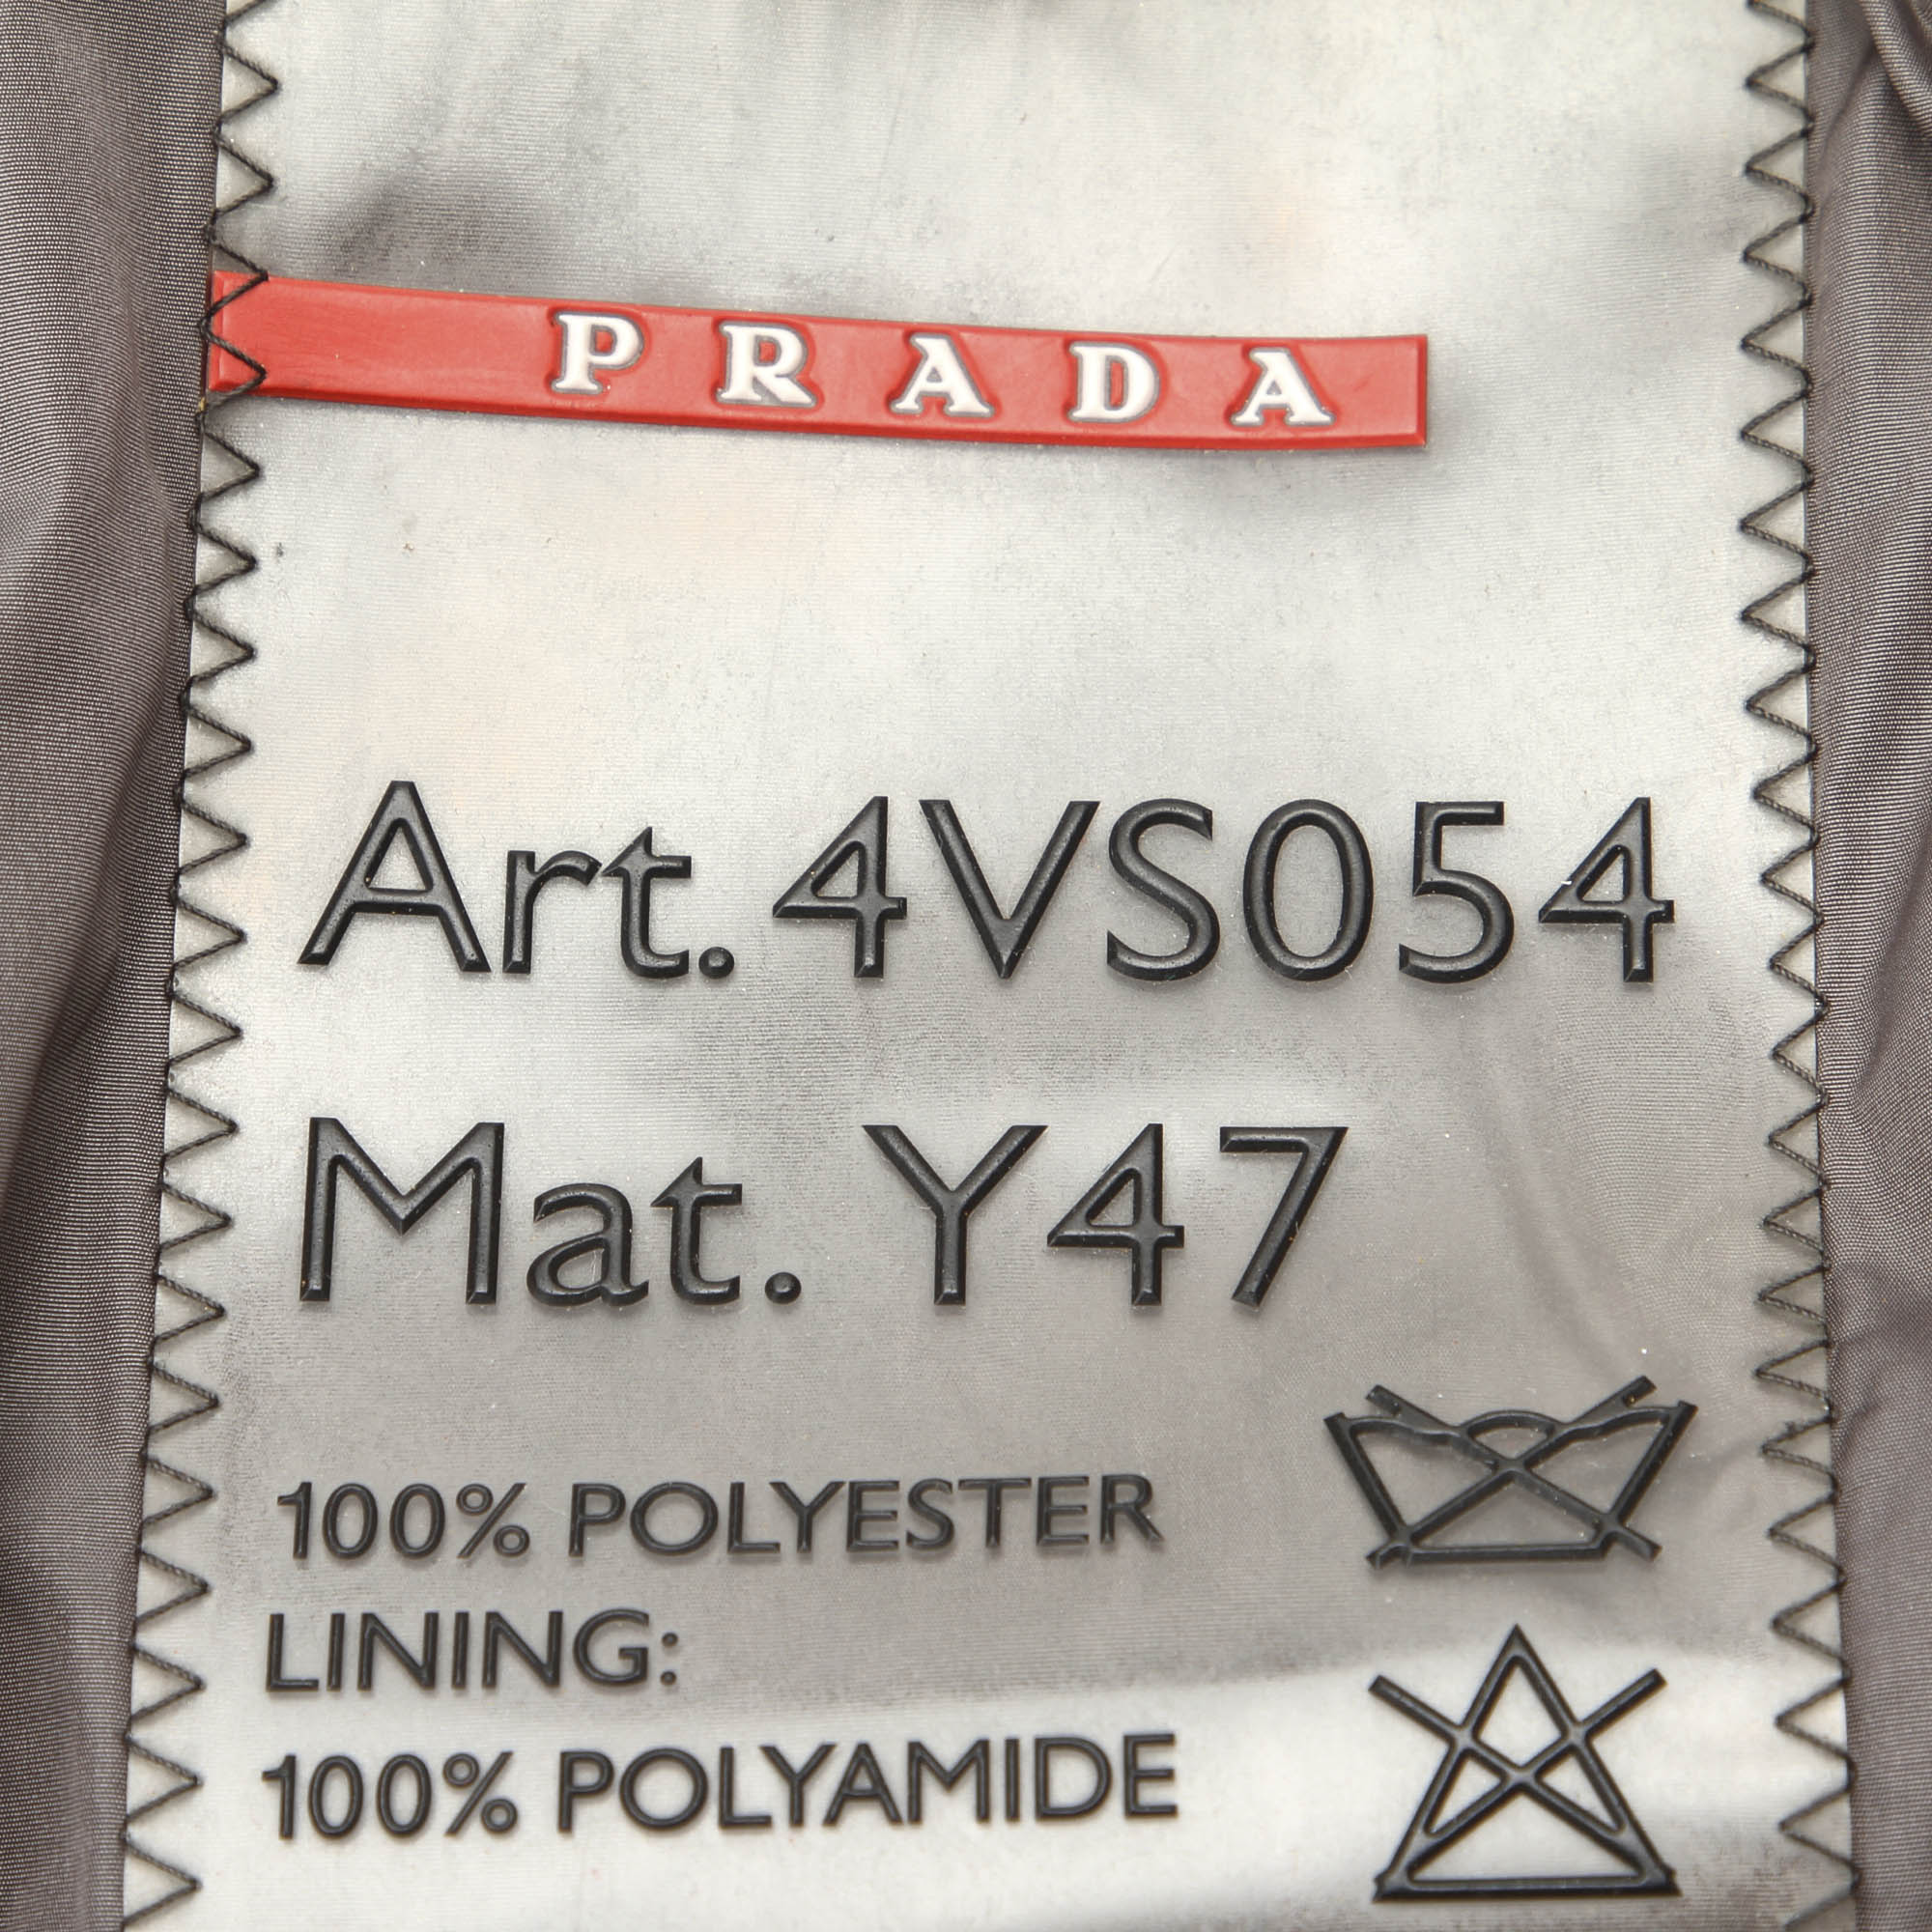 PRADA
Art. 4VS054
Mat. Y47
100% POLYESTER
LINING:
100% POLYAMIDE